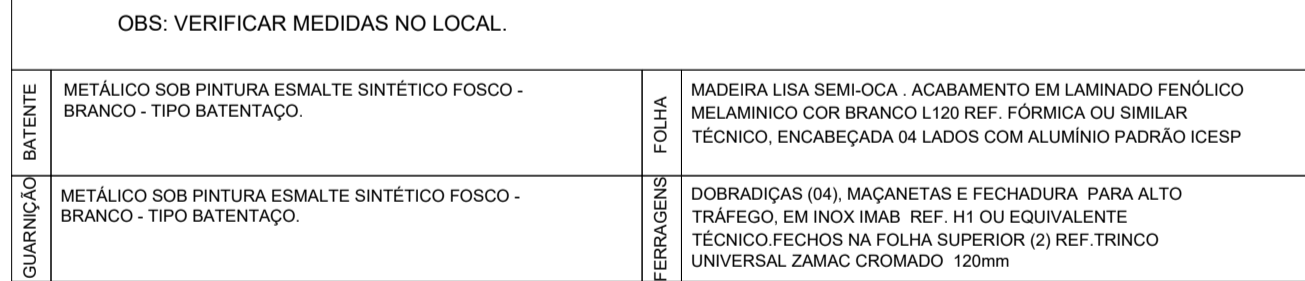 OBS: VERIFICAR MEDIDAS NO LOCAL.
BATENTE
METÁLICO SOB PINTURA ESMALTE SINTÉTICO FOSCO -
BRANCO - TIPO BATENTAÇO.
FOLHA
MADEIRA LISA SEMI-OCA . ACABAMENTO EM LAMINADO FENÓLICO
MELAMINICO COR BRANCO L120 REF. FÓRMICA OU SIMILAR
TÉCNICO, ENCABEÇADA 04 LADOS COM ALUMÍNIO PADRÃO ICESP
GUARNIÇÃO
METÁLICO SOB PINTURA ESMALTE SINTÉTICO FOSCO -
BRANCO - TIPO BATENTAÇO.
FERRAGENS
DOBRADIÇAS (04), MAÇANETAS E FECHADURA PARA ALTO
TRÁFEGO, EM INOX IMAB REF. H1 OU EQUIVALENTE
TÉCNICO.FECHOS NA FOLHA SUPERIOR (2) REF.TRINCO
UNIVERSAL ZAMAC CROMADO 120mm